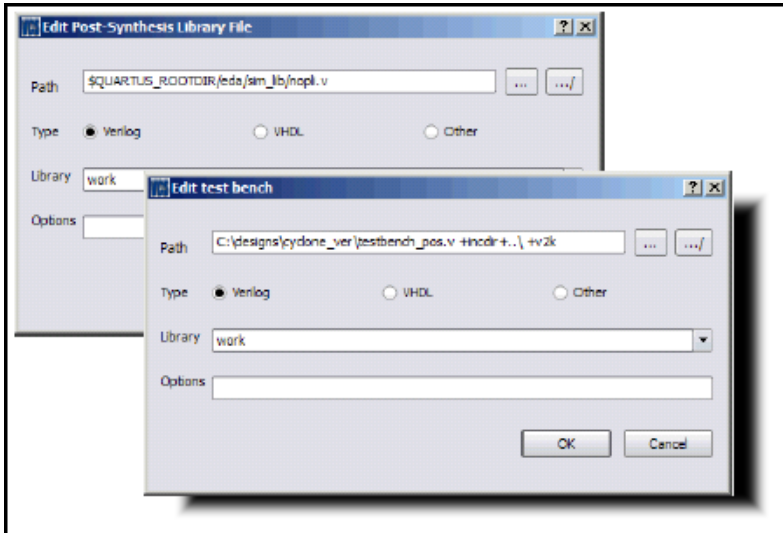 Edit Post-Synthesis Library File
Path $QUARTUS_ROOTDIR/eda/sim_lib/nopli.v ... .../
Type Verilog VHDL Other
Library work
Options
Edit test bench
Path C:\designs\cyclone_ver\testbench_pos.v +incdir+..\ +v2k ... .../
Type Verilog VHDL Other
Library work
Options
OK Cancel